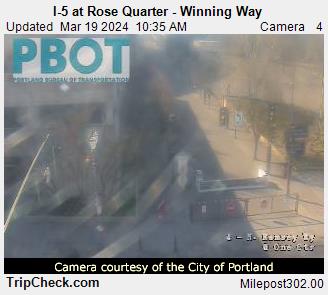 I-5 at Rose Quarter - Winning Way
Updated Mar 19 2024 10:35 AM Camera 4
PBOT
PORTLAND BUREAU OF TRANSPORTATION
Camera courtesy of the City of Portland
TripCheck.com Milepost302.00